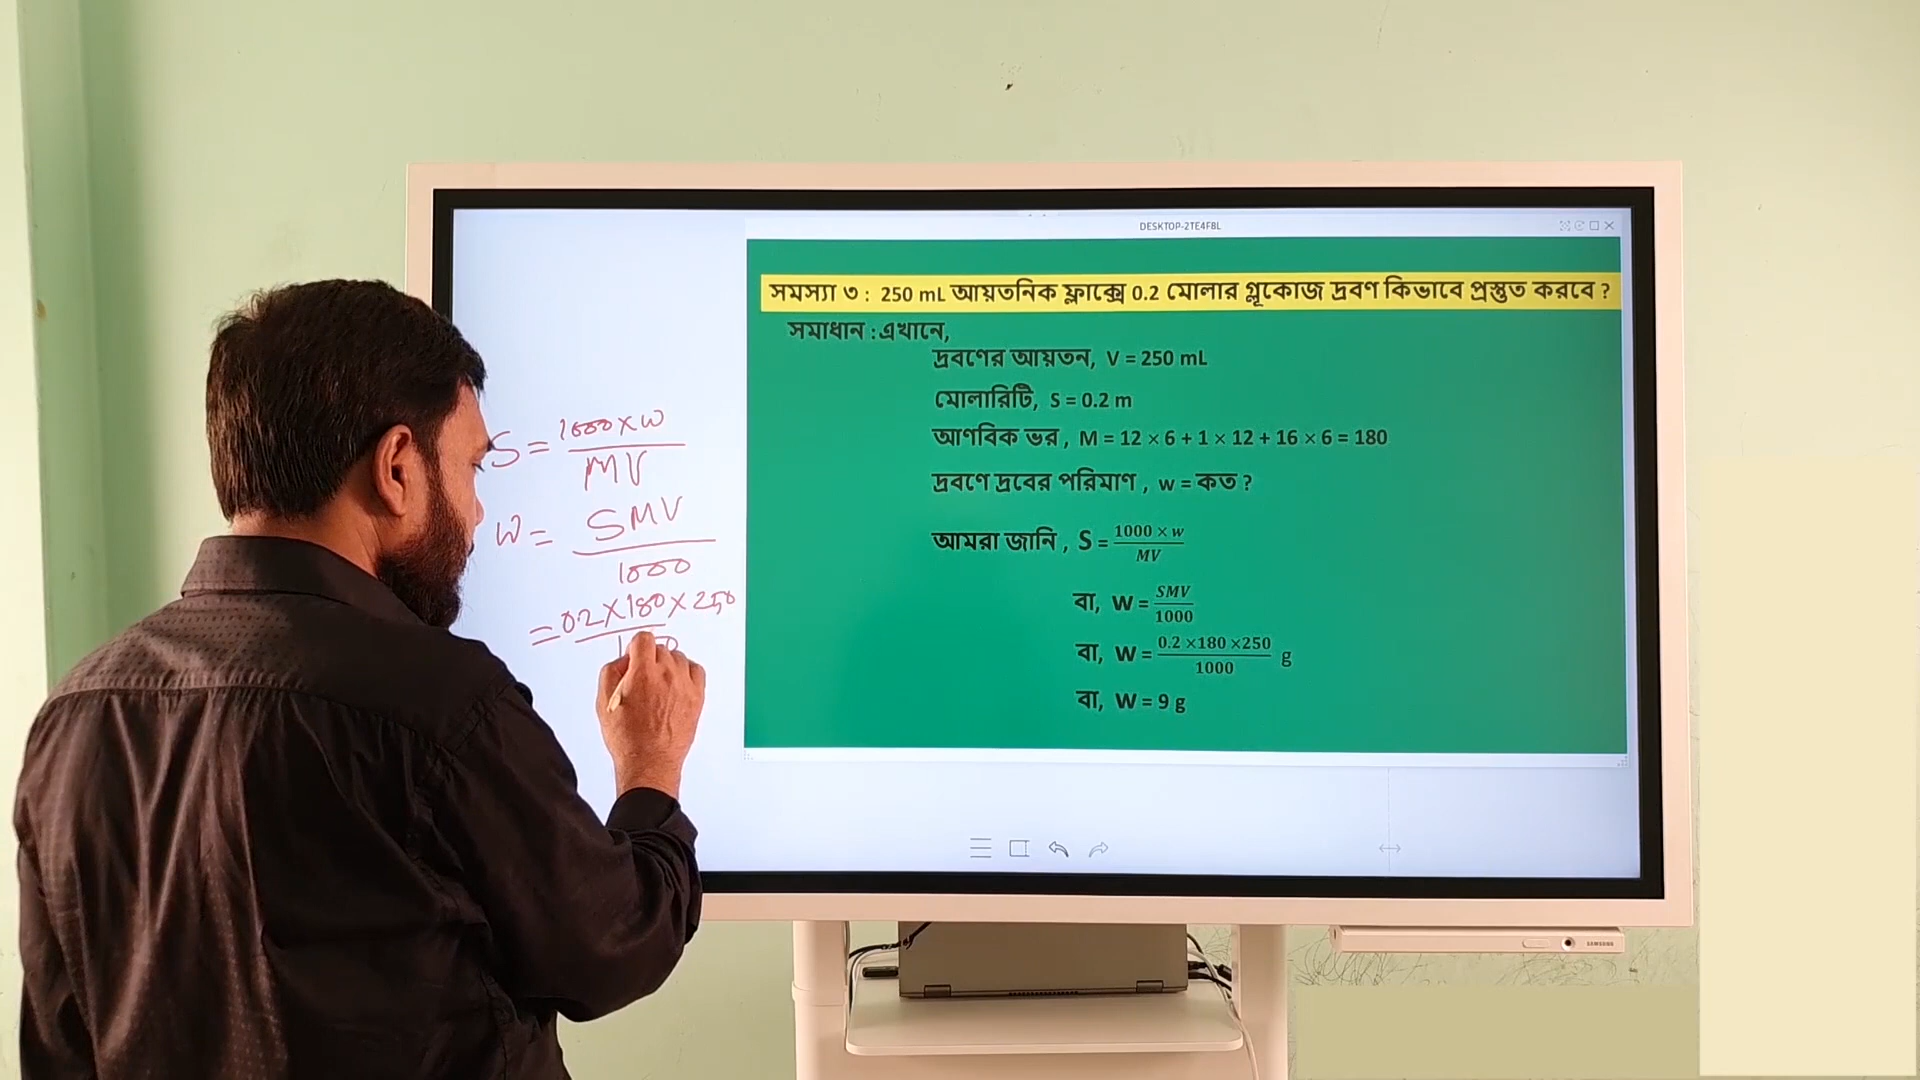 DESKTOP-2TE4F8L
সমস্যা ৩ : 250 mL আয়তনিক ফ্লাক্সে 0.2 মোলার গ্লূকোজ দ্রবণ কিভাবে প্রস্তুত করবে ?
সমাধান : এখানে,
দ্রবণের আয়তন, V = 250 mL
মোলারিটি, S = 0.2 m
আণবিক ভর , M = 12 × 6 + 1 × 12 + 16 × 6 = 180
দ্রবণে দ্রবের পরিমাণ , w = কত ?
আমরা জানি , S = 1000 × w / MV
বা, W = SMV / 1000
বা, W = 0.2 ×180 ×250 / 1000 g
বা, W = 9 g
S = 1000 × W / MV
W = SMV / 1000
= 0.2 × 180 × 250
SAMSUNG